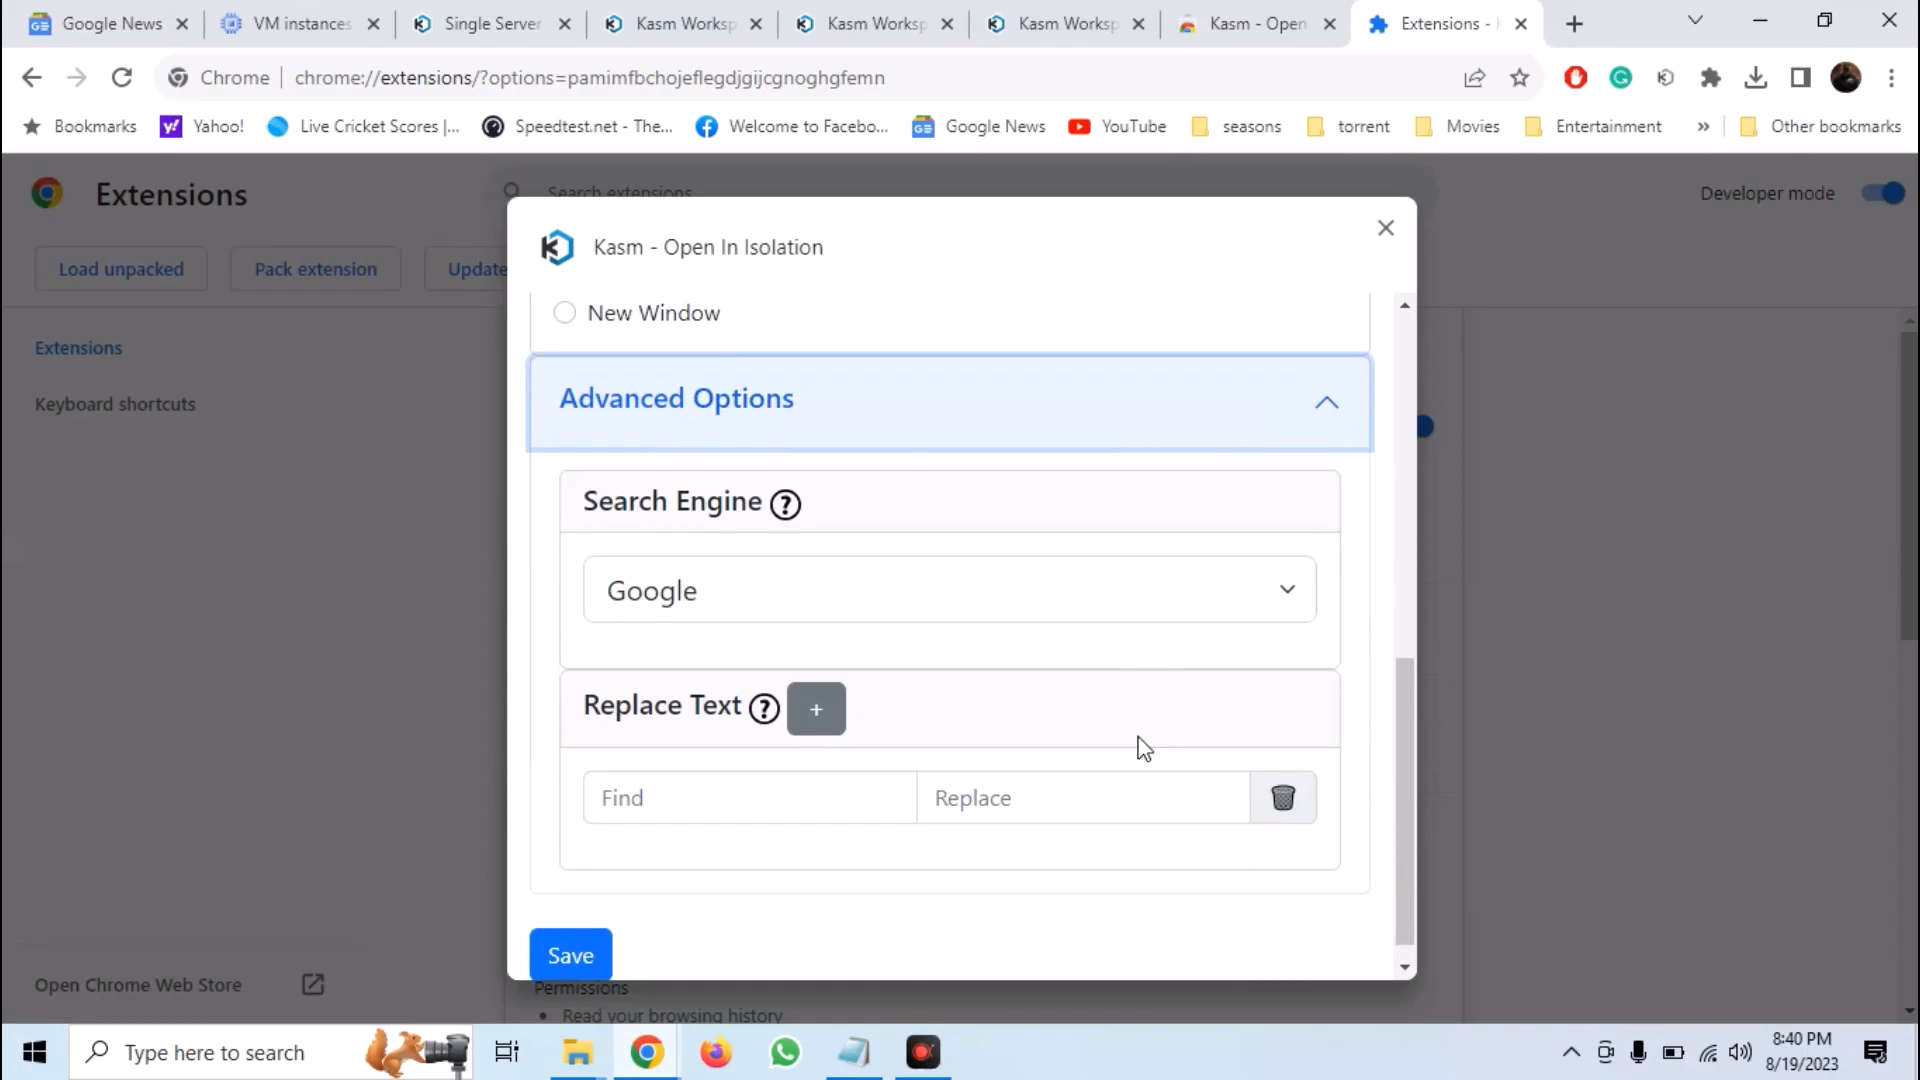 Google News
VM instances
Single Server
Kasm Worksp
Kasm Worksp
Kasm Worksp
Kasm - Open
Extensions -
Chrome
chrome://extensions/?options=pamimfbchojeflegdjgijcgnoghgfemn
Bookmarks
Yahoo!
Live Cricket Scores |...
Speedtest.net - The...
Welcome to Facebo...
Google News
YouTube
seasons
torrent
Movies
Entertainment
»
Other bookmarks
Extensions
Search extensions
Developer mode
Load unpacked
Pack extension
Update
Kasm - Open In Isolation
New Window
Extensions
Keyboard shortcuts
Advanced Options
Search Engine ?
Google
Replace Text ? +
Find
Replace
Save
Open Chrome Web Store
Permissions
• Read your browsing history
Type here to search
8:40 PM
8/19/2023